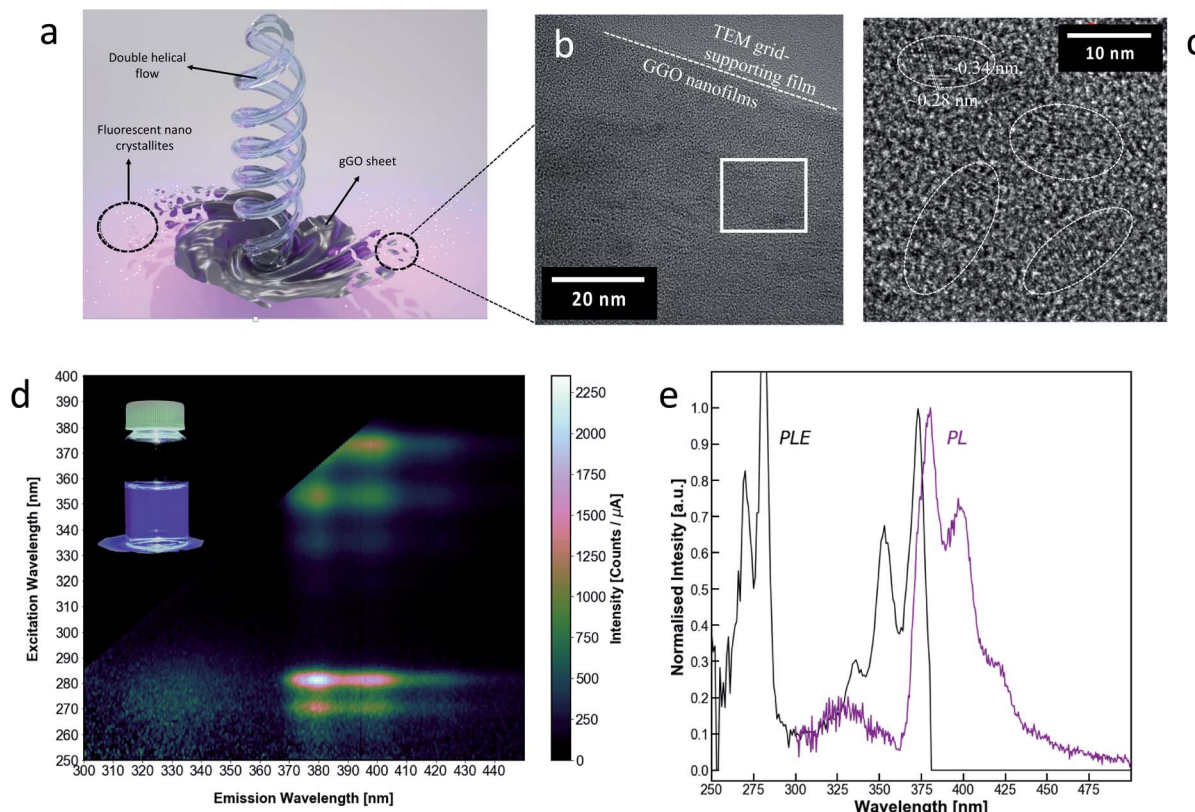 a
Double helical
flow
Fluorescent nano
crystallites
gGO sheet
b
TEM grid-
supporting film
GGO nanofilms
20 nm
10 nm
~0.34/nm
~0.28 nm
d
400
390
380
370
360
350
340
330
320
310
300
290
280
270
260
250
Excitation Wavelength [nm]
300 310 320 330 340 350 360 370 380 390 400 410 420 430 440
Emission Wavelength [nm]
2250
2000
1750
1500
1250
1000
750
500
250
0
Intensity [Counts / μA]
e
PLE
PL
1.0
0.9
0.8
0.7
0.6
0.5
0.4
0.3
0.2
0.1
0.0
Normalised Intesity [a.u.]
250 275 300 325 350 375 400 425 450 475
Wavelength [nm]